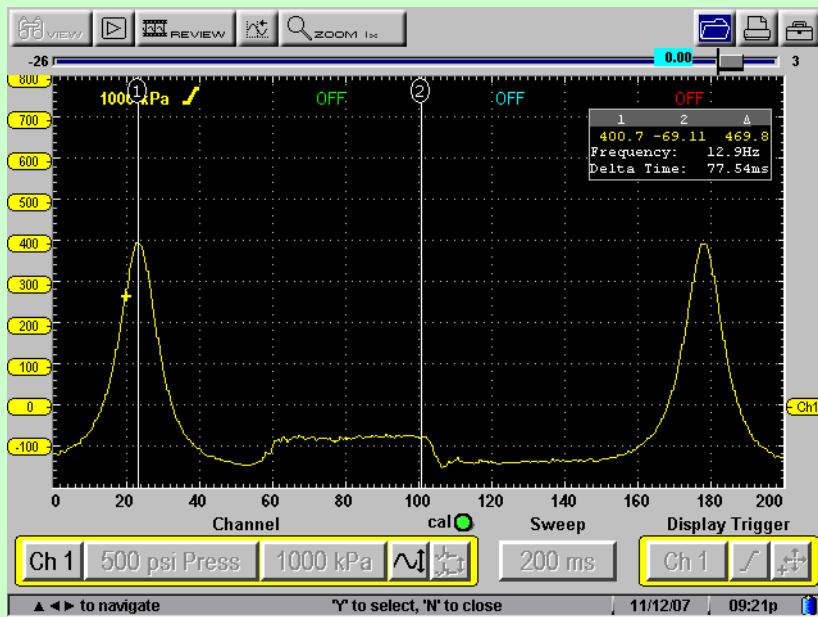 VIEW REVIEW ZOOM 1x
-26 0.00 3
1000 kPa OFF OFF OFF
1 2
1 2 Δ
400.7 -69.11 469.8
Frequency: 12.9Hz
Delta Time: 77.54ms
800
700
600
500
400
300
200
100
0
-100
Ch1
0 20 40 60 80 100 120 140 160 180 200
Channel cal Sweep Display Trigger
Ch 1 500 psi Press 1000 kPa 200 ms Ch 1
▲ ◄ ► to navigate 'Y' to select, 'N' to close 11/12/07 09:21p